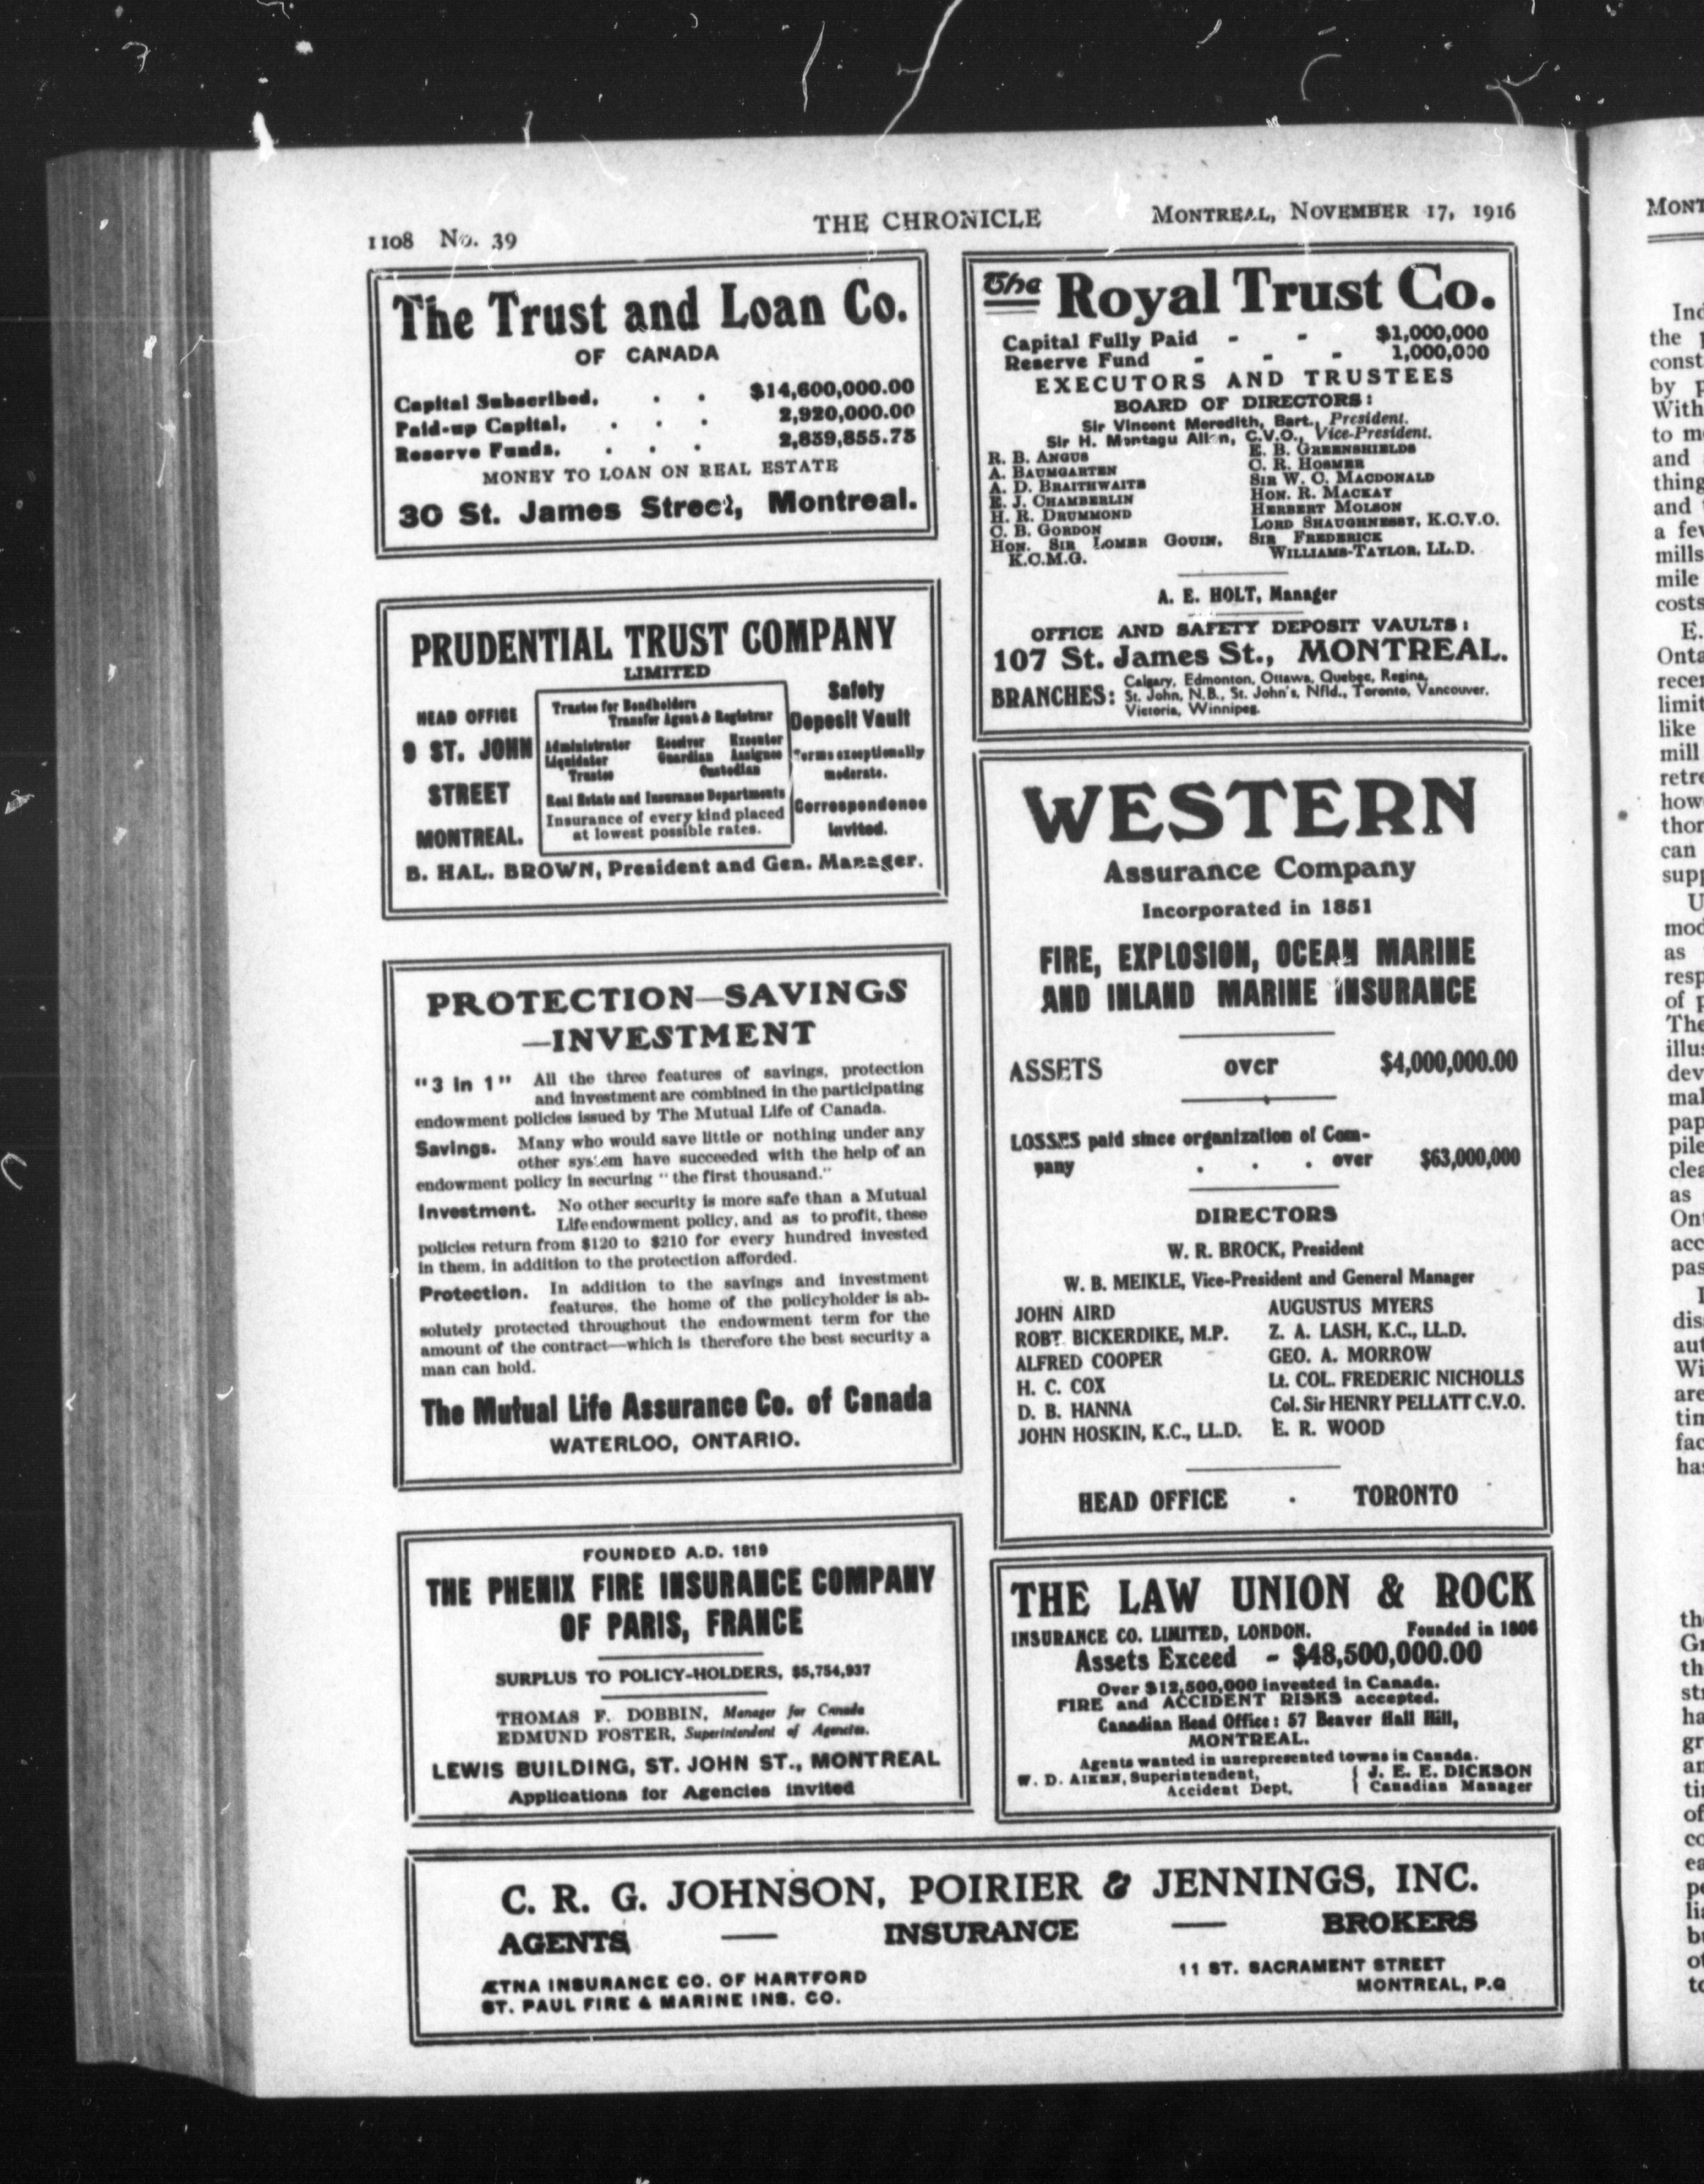 1108 No. 39
THE CHRONICLE
MONTREAL, NOVEMBER 17, 1916
The Trust and Loan Co.
OF CANADA
Capital Subscribed, . . $14,600,000.00
Paid-up Capital, . . . 2,920,000.00
Reserve Funds, . . . 2,859,855.75
MONEY TO LOAN ON REAL ESTATE
30 St. James Street, Montreal.
PRUDENTIAL TRUST COMPANY
LIMITED
HEAD OFFICE
9 ST. JOHN
STREET
MONTREAL.
Trustee for Bondholders
Transfer Agent & Registrar
Administrator Receiver Executor
Liquidator Guardian Assignee
Trustee Custodian
Real Estate and Insurance Departments
Insurance of every kind placed
at lowest possible rates.
Safety
Deposit Vault
Terms exceptionally
moderate.
Correspondence
invited.
B. HAL. BROWN, President and Gen. Manager.
PROTECTION—SAVINGS
—INVESTMENT
"3 in 1" All the three features of savings, protection
and investment are combined in the participating
endowment policies issued by The Mutual Life of Canada.
Savings. Many who would save little or nothing under any
other system have succeeded with the help of an
endowment policy in securing "the first thousand."
Investment. No other security is more safe than a Mutual
Life endowment policy, and as to profit, these
policies return from $120 to $210 for every hundred invested
in them, in addition to the protection afforded.
Protection. In addition to the savings and investment
features, the home of the policyholder is ab-
solutely protected throughout the endowment term for the
amount of the contract—which is therefore the best security a
man can hold.
The Mutual Life Assurance Co. of Canada
WATERLOO, ONTARIO.
FOUNDED A.D. 1819
THE PHENIX FIRE INSURANCE COMPANY
OF PARIS, FRANCE
SURPLUS TO POLICY-HOLDERS, $5,754,937
THOMAS F. DOBBIN, Manager for Canada
EDMUND FOSTER, Superintendent of Agencies.
LEWIS BUILDING, ST. JOHN ST., MONTREAL
Applications for Agencies invited
The Royal Trust Co.
Capital Fully Paid - - $1,000,000
Reserve Fund - - - 1,000,000
EXECUTORS AND TRUSTEES
BOARD OF DIRECTORS:
Sir Vincent Meredith, Bart., President.
Sir H. Montagu Allan, C.V.O., Vice-President.
R. B. ANGUS
A. BAUMGARTEN
A. D. BRAITHWAITE
E. J. CHAMBERLIN
H. R. DRUMMOND
C. B. GORDON
HON. SIR LOMER GOUIN,
K.C.M.G.
E. B. GREENSHIELDS
C. R. HOSMER
SIR W. C. MACDONALD
HON. R. MACKAY
HERBERT MOLSON
LORD SHAUGHNESSY, K.C.V.O.
SIR FREDERICK
WILLIAMS-TAYLOR, LL.D.
A. E. HOLT, Manager
OFFICE AND SAFETY DEPOSIT VAULTS:
107 St. James St., MONTREAL.
BRANCHES: Calgary, Edmonton, Ottawa, Quebec, Regina,
St. John, N.B., St. John's, Nfld., Toronto, Vancouver,
Victoria, Winnipeg.
WESTERN
Assurance Company
Incorporated in 1851
FIRE, EXPLOSION, OCEAN MARINE
AND INLAND MARINE INSURANCE
ASSETS over $4,000,000.00
LOSSES paid since organization of Com-
pany . . . over $63,000,000
DIRECTORS
W. R. BROCK, President
W. B. MEIKLE, Vice-President and General Manager
JOHN AIRD
ROBT. BICKERDIKE, M.P.
ALFRED COOPER
H. C. COX
D. B. HANNA
JOHN HOSKIN, K.C., LL.D.
AUGUSTUS MYERS
Z. A. LASH, K.C., LL.D.
GEO. A. MORROW
Lt. COL. FREDERIC NICHOLLS
Col. Sir HENRY PELLATT C.V.O.
E. R. WOOD
HEAD OFFICE . TORONTO
THE LAW UNION & ROCK
INSURANCE CO. LIMITED, LONDON. Founded in 1806
Assets Exceed - $48,500,000.00
Over $12,500,000 invested in Canada.
FIRE and ACCIDENT RISKS accepted.
Canadian Head Office: 57 Beaver Hall Hill,
MONTREAL.
Agents wanted in unrepresented towns in Canada.
W. D. AIKEN, Superintendent,
Accident Dept.
J. E. E. DICKSON
Canadian Manager
C. R. G. JOHNSON, POIRIER & JENNINGS, INC.
AGENTS — INSURANCE — BROKERS
ÆTNA INSURANCE CO. OF HARTFORD
ST. PAUL FIRE & MARINE INS. CO.
11 ST. SACRAMENT STREET
MONTREAL, P.Q